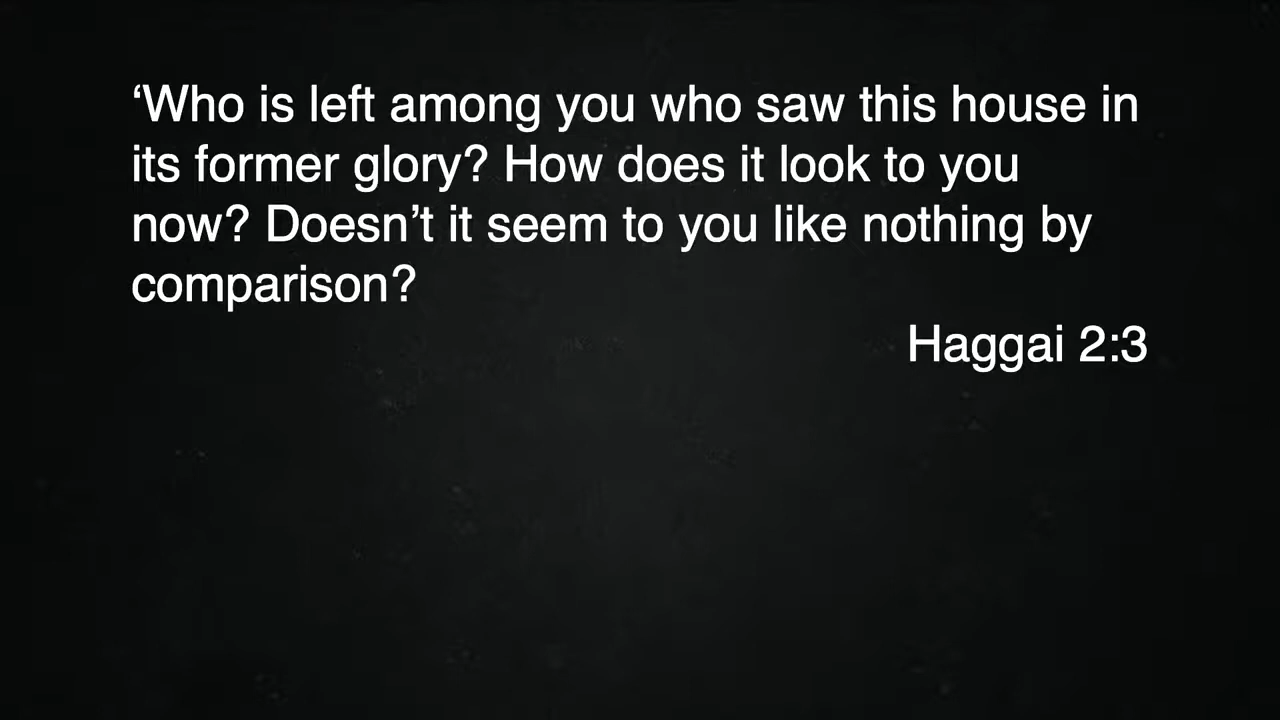 ‘Who is left among you who saw this house in
its former glory? How does it look to you
now? Doesn’t it seem to you like nothing by
comparison?
Haggai 2:3